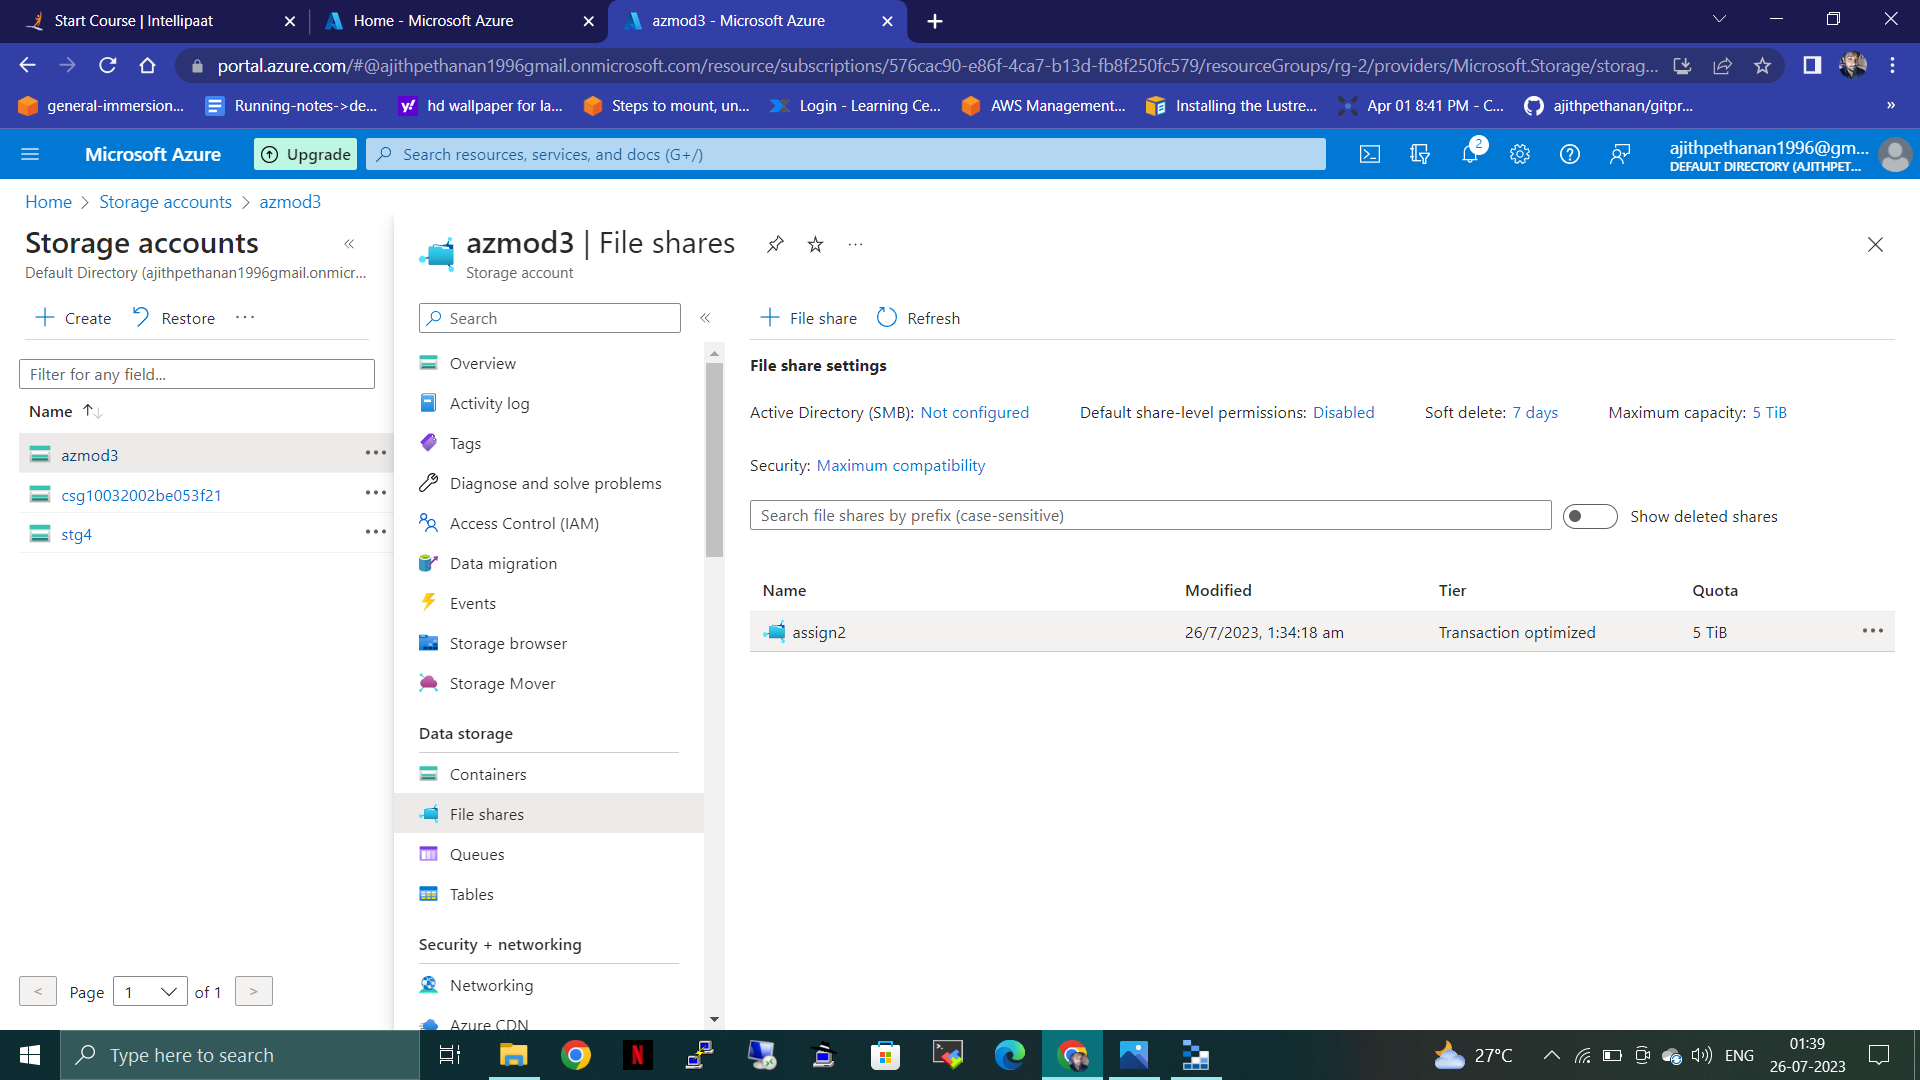 Start Course | Intellipaat
Home - Microsoft Azure
azmod3 - Microsoft Azure
portal.azure.com/#@ajithpethanan1996gmail.onmicrosoft.com/resource/subscriptions/576cac90-e86f-4ca7-b13d-fb8f250fc579/resourceGroups/rg-2/providers/Microsoft.Storage/storag...
general-immersion... Running-notes->de... hd wallpaper for la... Steps to mount, un... Login - Learning Ce... AWS Management... Installing the Lustre... Apr 01 8:41 PM - C... ajithpethanan/gitpr... »
Microsoft Azure
Upgrade
Search resources, services, and docs (G+/)
2
ajithpethanan1996@gm...
DEFAULT DIRECTORY (AJITHPET...
Home > Storage accounts > azmod3
Storage accounts
Default Directory (ajithpethanan1996gmail.onmicr...
Create Restore ...
Filter for any field...
Name
azmod3
csg10032002be053f21
stg4
< Page 1 of 1 >
azmod3 | File shares
Storage account
Search
Overview
Activity log
Tags
Diagnose and solve problems
Access Control (IAM)
Data migration
Events
Storage browser
Storage Mover
Data storage
Containers
File shares
Queues
Tables
Security + networking
Networking
Azure CDN
File share Refresh
File share settings
Active Directory (SMB): Not configured Default share-level permissions: Disabled Soft delete: 7 days Maximum capacity: 5 TiB
Security: Maximum compatibility
Search file shares by prefix (case-sensitive)
Show deleted shares
Name Modified Tier Quota
assign2 26/7/2023, 1:34:18 am Transaction optimized 5 TiB
Type here to search
N
27°C
ENG
01:39
26-07-2023